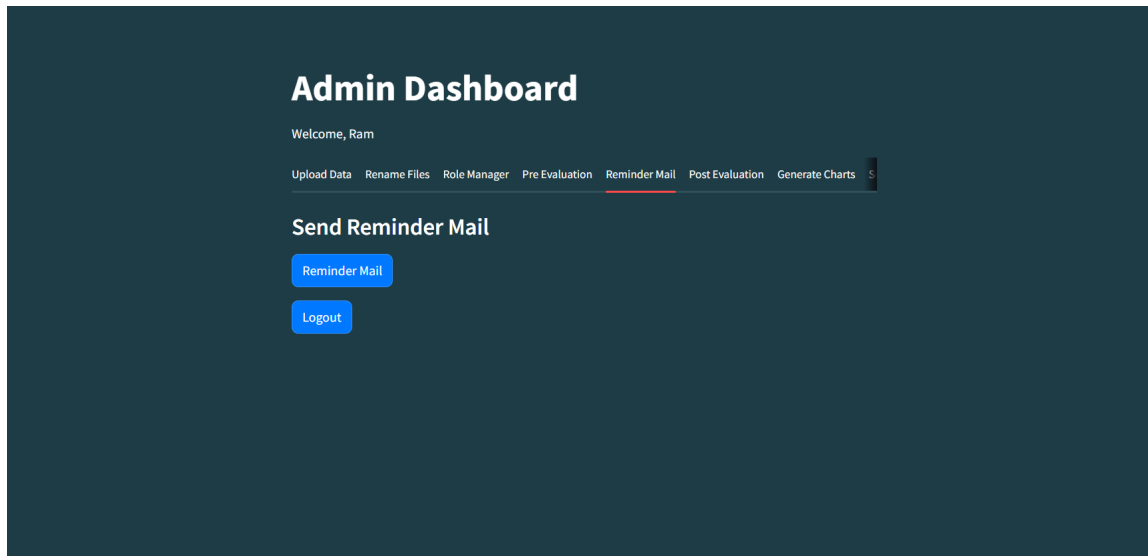 Admin Dashboard
Welcome, Ram
Upload Data Rename Files Role Manager Pre Evaluation Reminder Mail Post Evaluation Generate Charts S
Send Reminder Mail
Reminder Mail
Logout